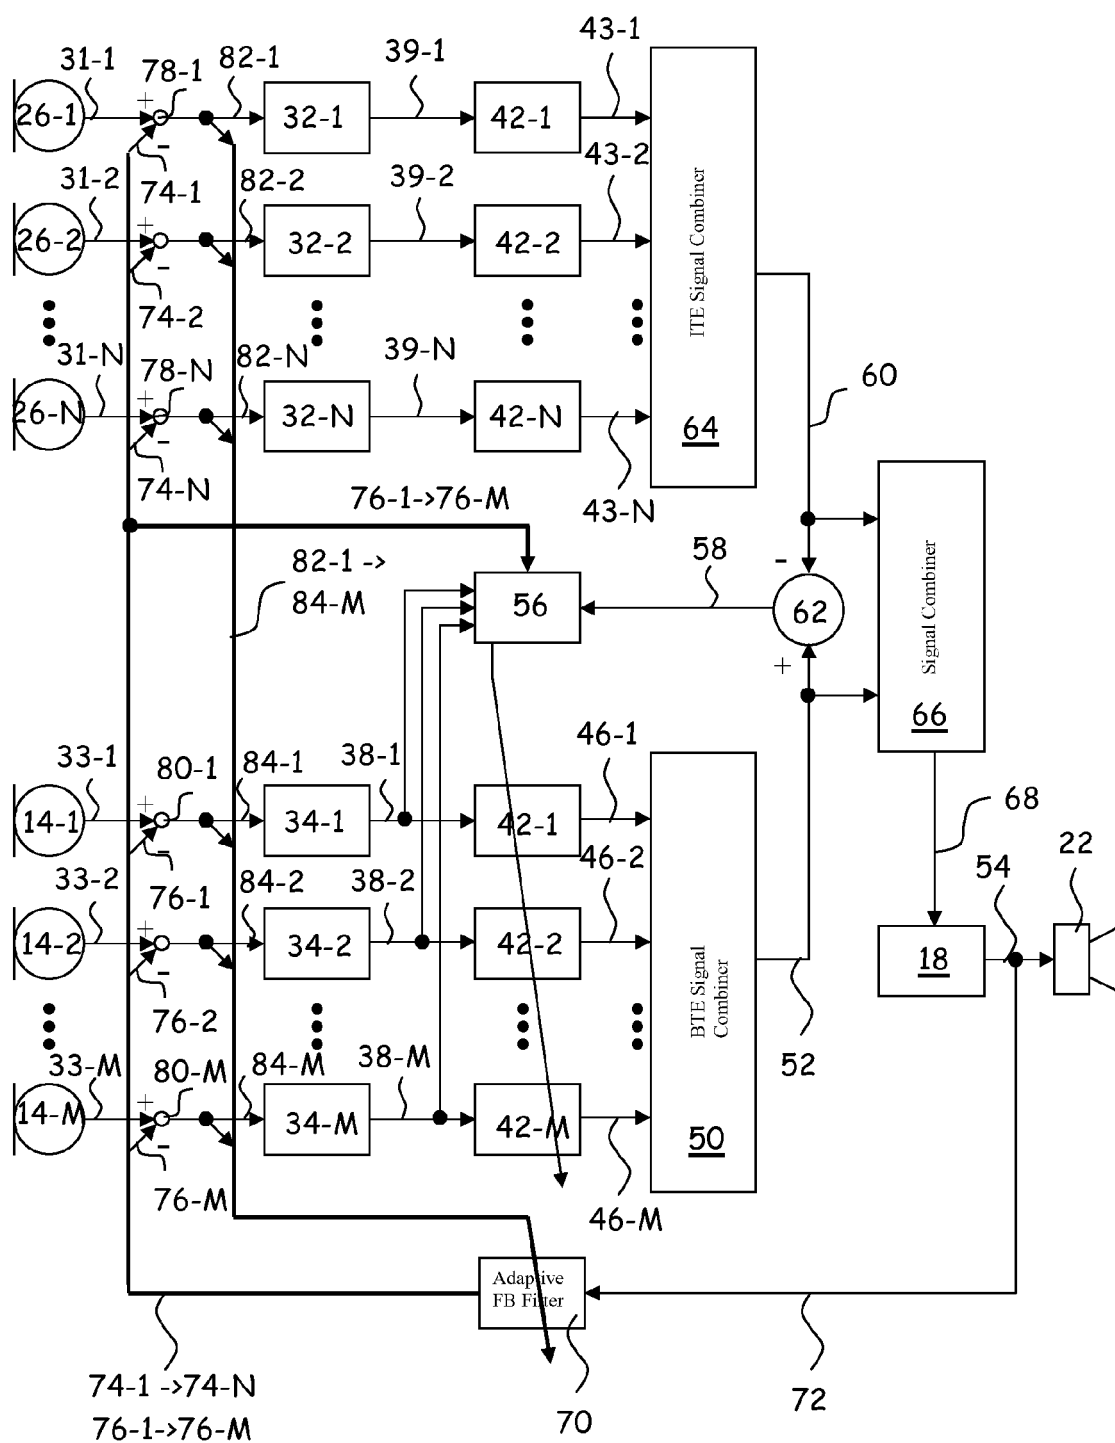 43-1
31-1
39-1
82-1
78-1
+
26-1
32-1
42-1
-
43-2
31-2
39-2
82-2
74-1
+
26-2
32-2
42-2
ITE Signal Combiner
-
74-2
31-N
39-N
82-N
78-N
60
+
26-N
32-N
42-N
64
-
74-N
76-1->76-M
43-N
82-1 ->
84-M
58
-
56
62
Signal Combiner
+
66
46-1
33-1
38-1
84-1
80-1
68
+
14-1
34-1
42-1
22
-
46-2
33-2
38-2
84-2
54
76-1
+
14-2
34-2
42-2
18
-
BTE Signal
Combiner
76-2
33-M
38-M
84-M
80-M
52
+
14-M
34-M
42-M
50
-
76-M
46-M
Adaptive
FB Filter
74-1 ->74-N
76-1->76-M
70
72